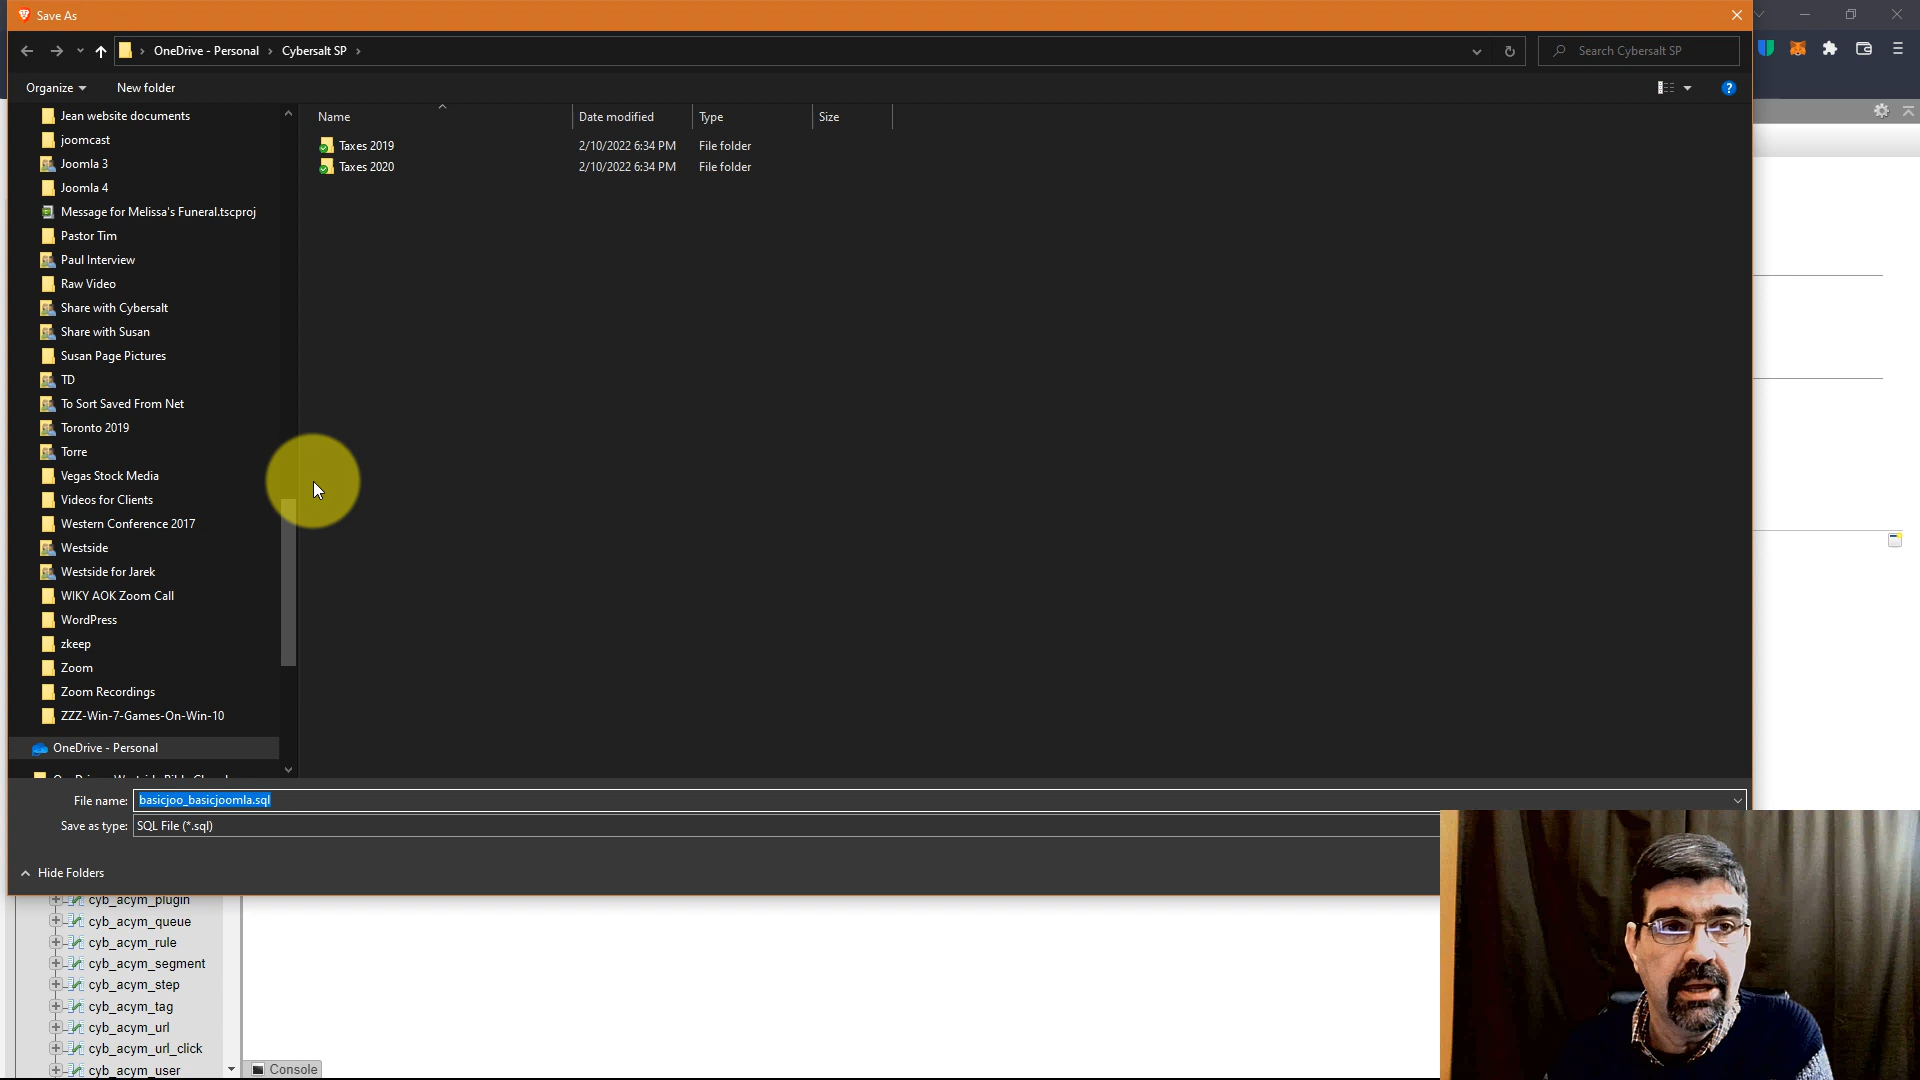 Save As
OneDrive - Personal › Cybersalt SP ›
Search Cybersalt SP
Organize
New folder
Name
Date modified
Type
Size
Taxes 2019
2/10/2022 6:34 PM
File folder
Taxes 2020
2/10/2022 6:34 PM
File folder
Jean website documents
joomcast
Joomla 3
Joomla 4
Message for Melissa's Funeral.tscproj
Pastor Tim
Paul Interview
Raw Video
Share with Cybersalt
Share with Susan
Susan Page Pictures
TD
To Sort Saved From Net
Toronto 2019
Torre
Vegas Stock Media
Videos for Clients
Western Conference 2017
Westside
Westside for Jarek
WIKY AOK Zoom Call
WordPress
zkeep
Zoom
Zoom Recordings
ZZZ-Win-7-Games-On-Win-10
OneDrive - Personal
File name:
basicjoo_basicjoomla.sql
Save as type:
SQL File (*.sql)
Hide Folders
cyb_acym_plugin
cyb_acym_queue
cyb_acym_rule
cyb_acym_segment
cyb_acym_step
cyb_acym_tag
cyb_acym_url
cyb_acym_url_click
cyb_acym_user
Console